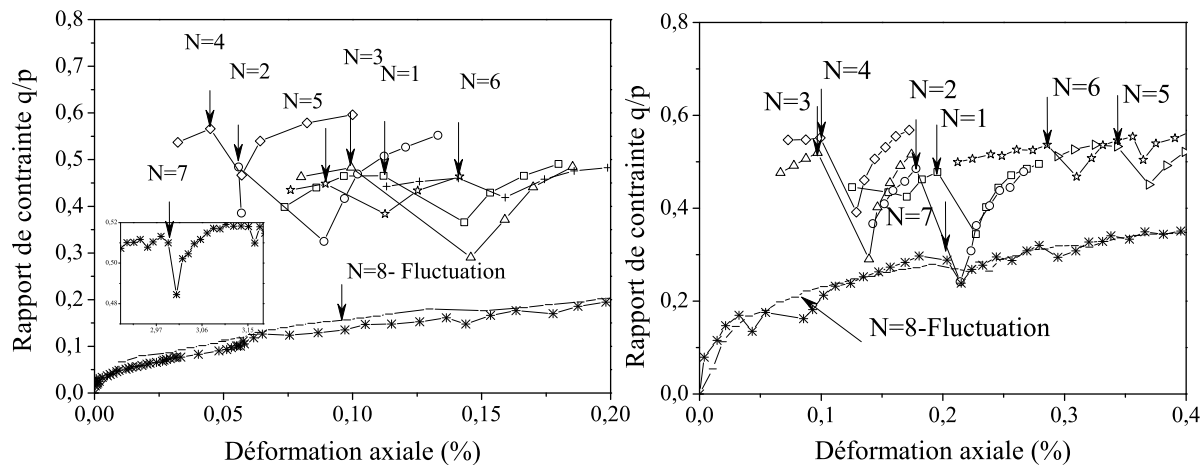 0,8
0,7
0,6
0,5
0,4
0,3
0,2
0,1
0,0
Rapport de contrainte q/p
N=4
N=2
N=3
N=1
N=5
N=6
N=7
0,52
0,50
0,48
2,97 3,06 3,15
N=8- Fluctuation
0,00 0,05 0,10 0,15 0,20
Déformation axiale (%)
0,8
0,6
0,4
0,2
0,0
Rapport de contrainte q/p
N=4
N=3
N=2
N=1
N=6
N=5
N=7
N=8-Fluctuation
0,0 0,1 0,2 0,3 0,4
Déformation axiale (%)